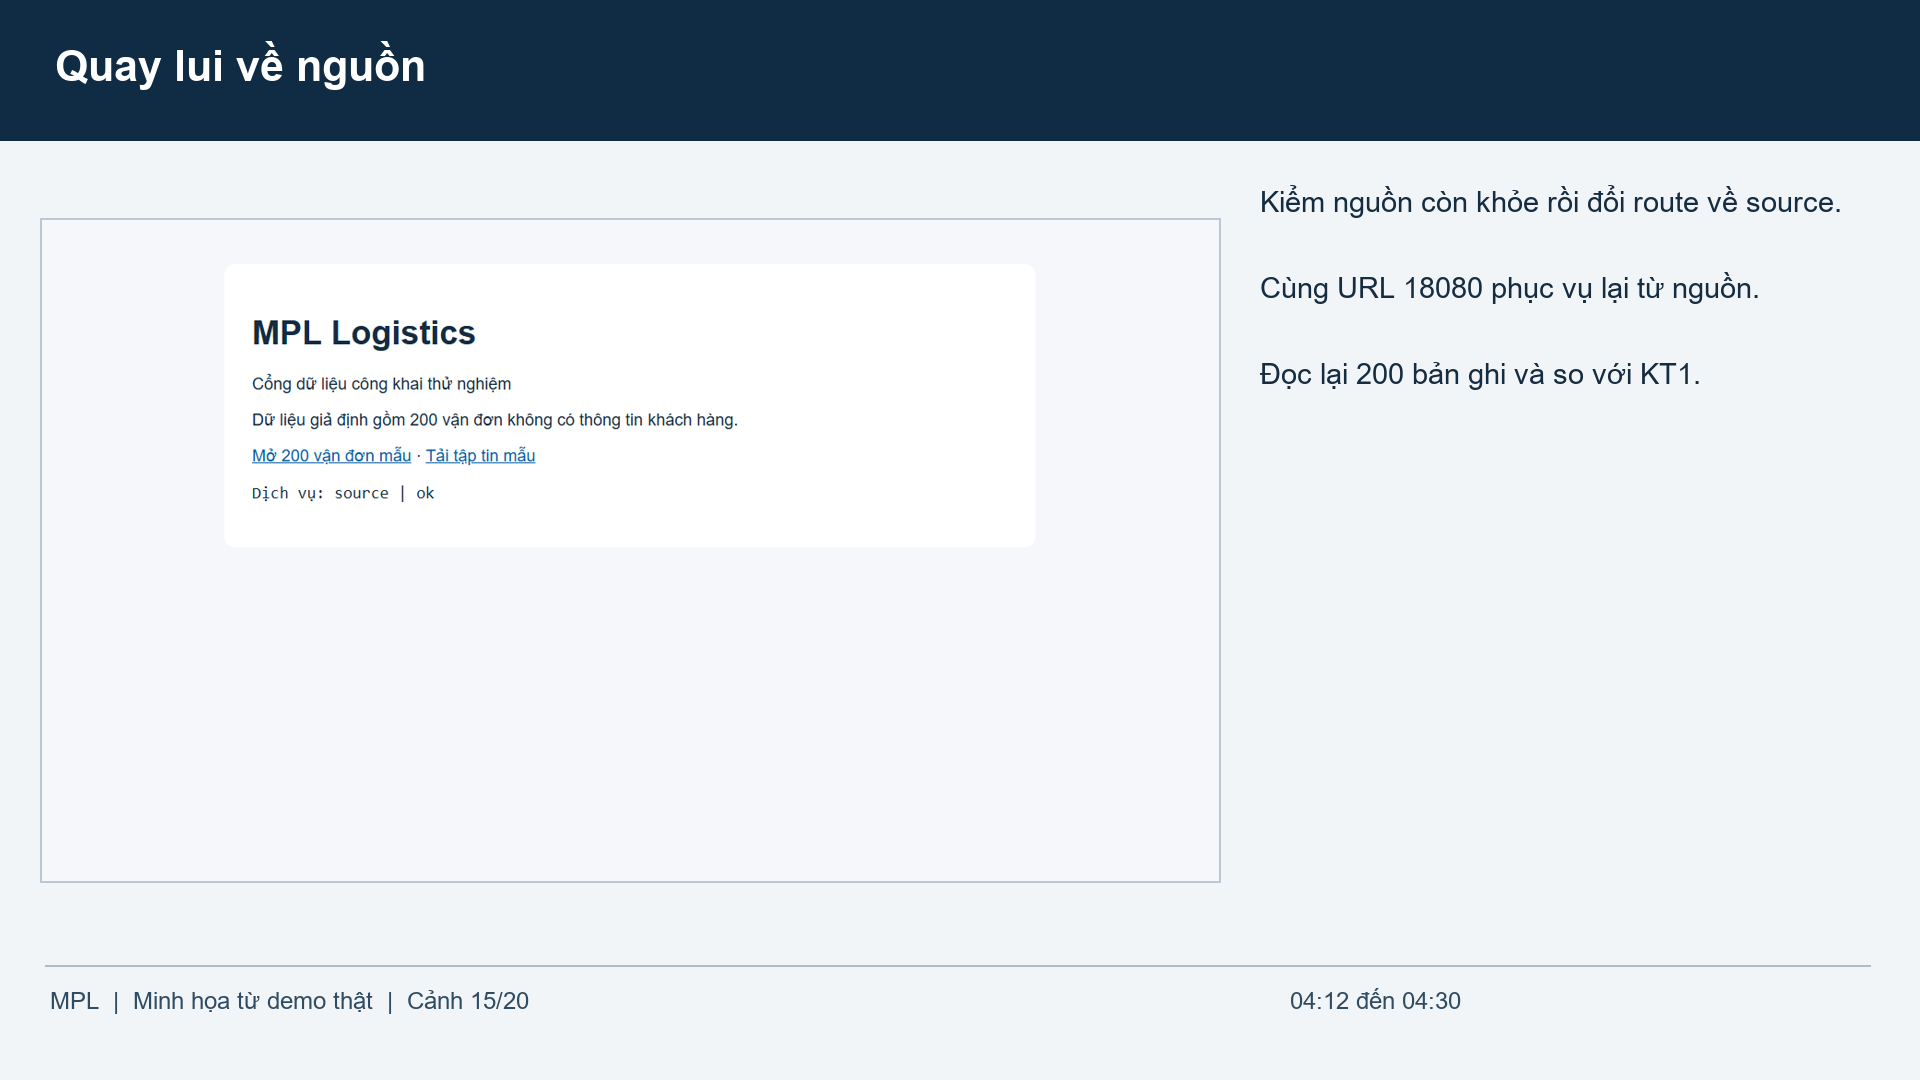 Quay lui về nguồn
MPL Logistics
Cổng dữ liệu công khai thử nghiệm
Dữ liệu giả định gồm 200 vận đơn không có thông tin khách hàng.
Mở 200 vận đơn mẫu · Tải tập tin mẫu
Dịch vụ: source | ok
Kiểm nguồn còn khỏe rồi đổi route về source.
Cùng URL 18080 phục vụ lại từ nguồn.
Đọc lại 200 bản ghi và so với KT1.
MPL | Minh họa từ demo thật | Cảnh 15/20
04:12 đến 04:30